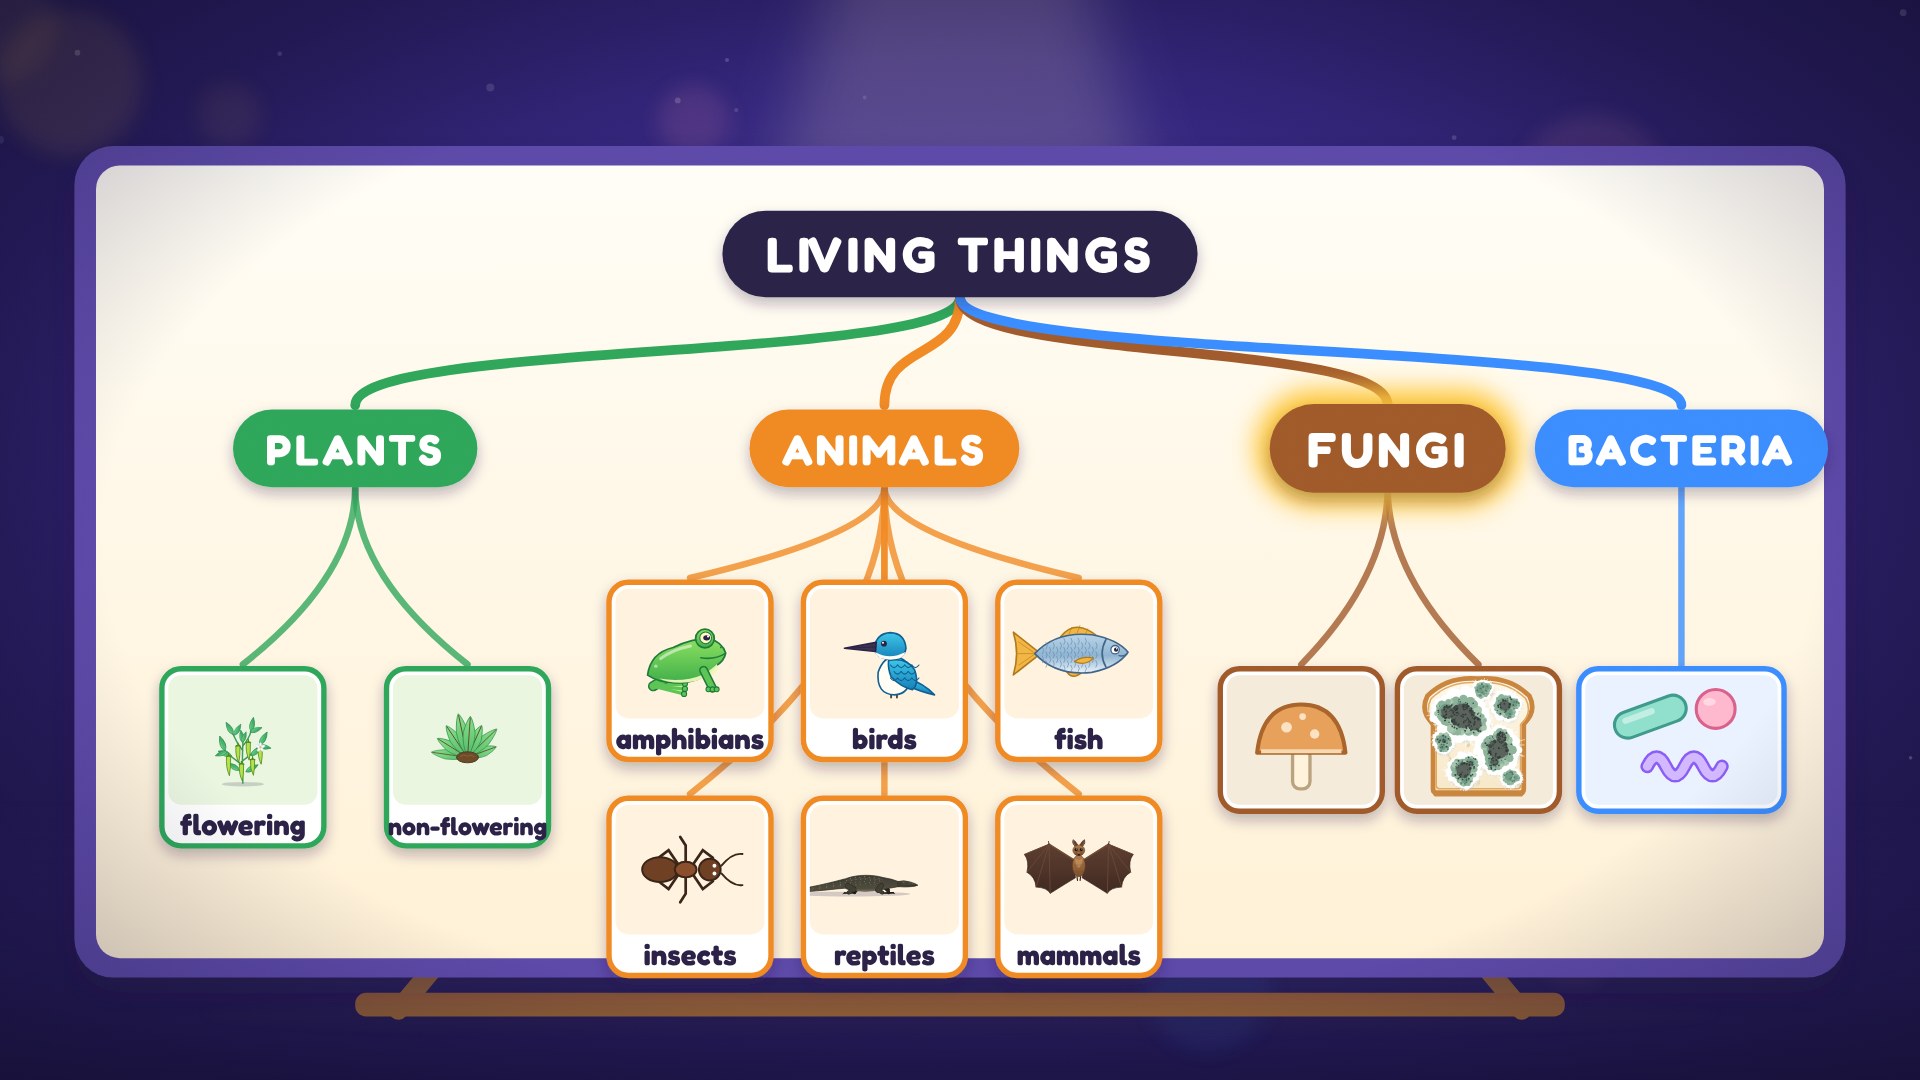 LIVING THINGS
PLANTS
ANIMALS
FUNGI
BACTERIA
amphibians
birds
fish
flowering
non-flowering
insects
reptiles
mammals